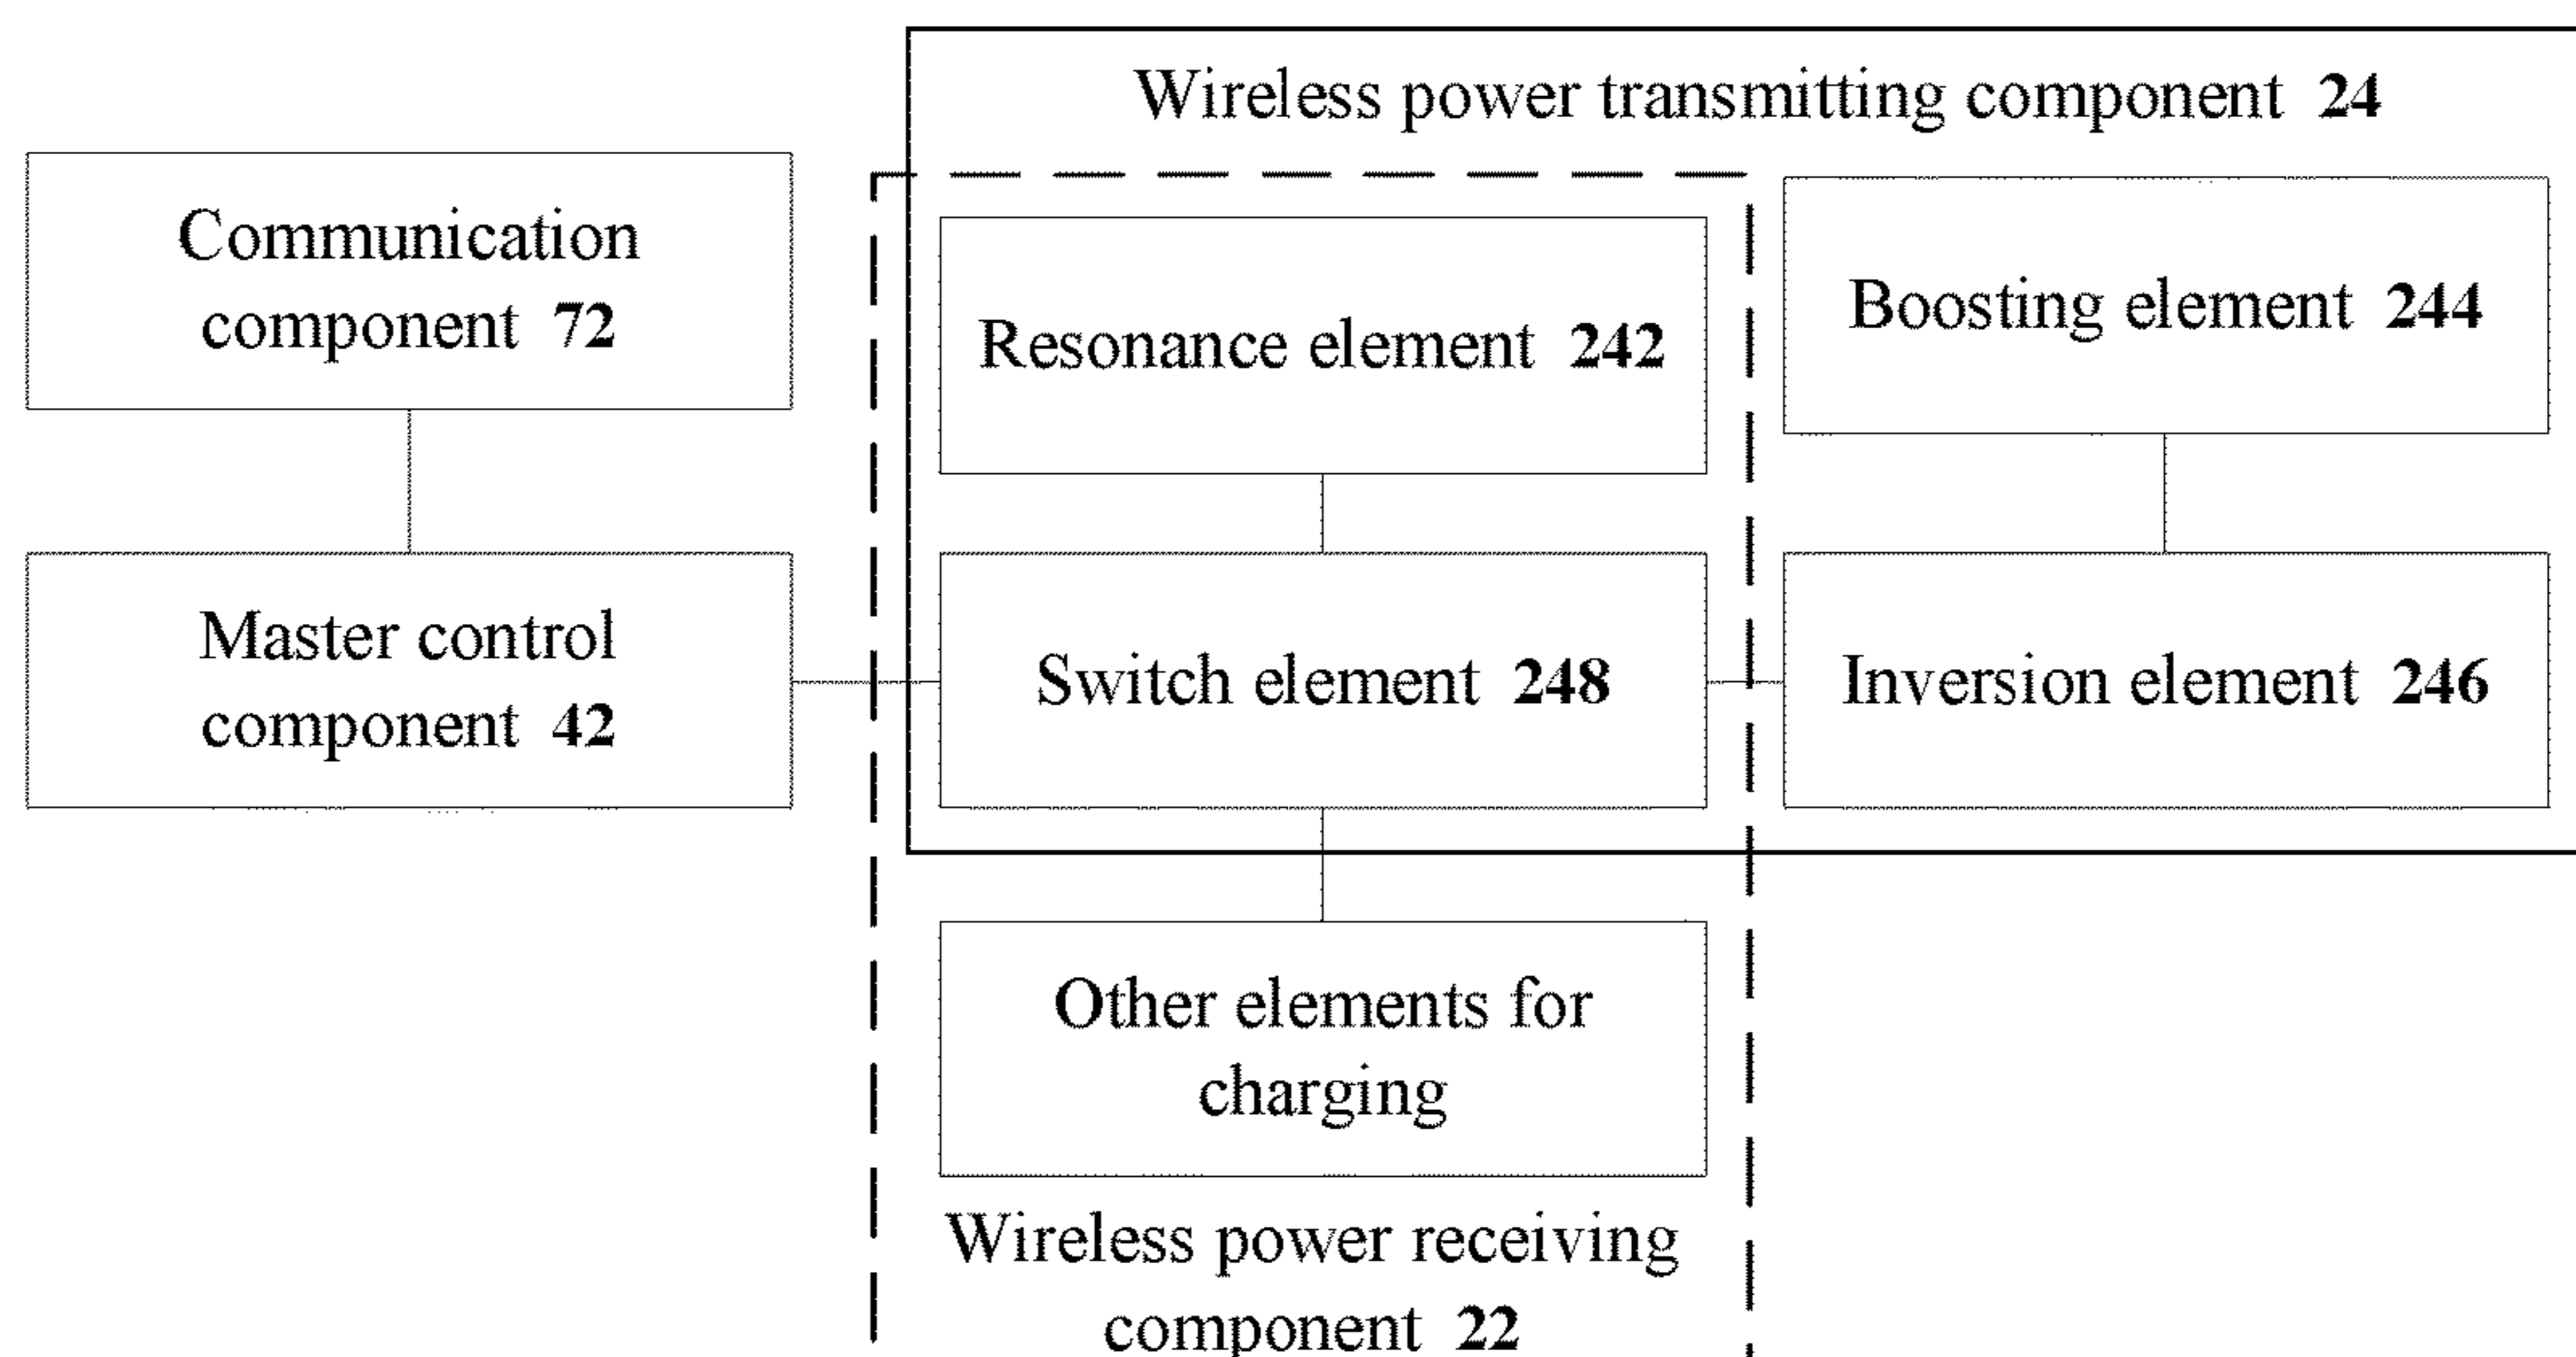 Wireless power transmitting component 24
Communication
component 72
Resonance element 242
Boosting element 244
Master control
component 42
Switch element 248
Inversion element 246
Other elements for
charging
Wireless power receiving
component 22